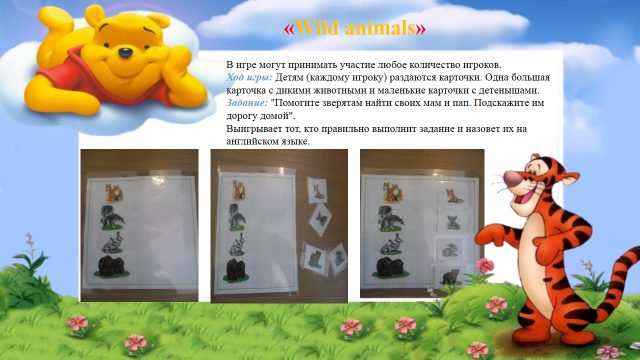 «Wild animals»
В игре могут принимать участие любое количество игроков.
Ход игры: Детям (каждому игроку) раздаются карточки. Одна большая
карточка с дикими животными и маленькие карточки с детенышами.
Задание: "Помогите зверятам найти своих мам и пап. Подскажите им
дорогу домой".
Выигрывает тот, кто правильно выполнит задание и назовет их на
английском языке.